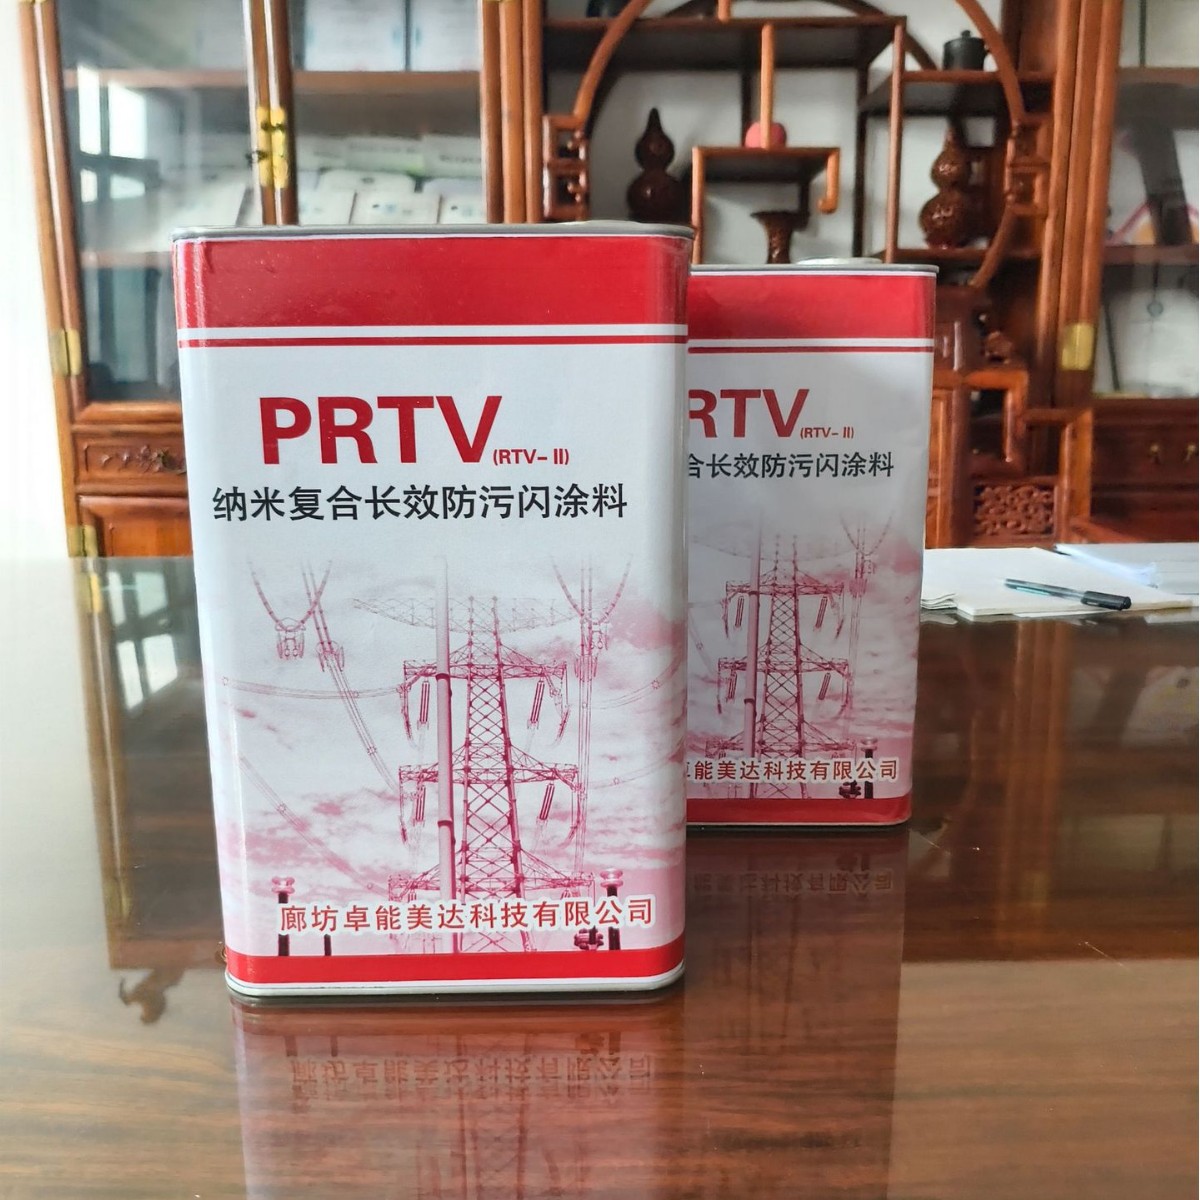 PRTV(RTV-II)
纳米复合长效防污闪涂料
廊坊卓能美达科技有限公司
RTV(RTV-II)
合长效防污闪涂料
卓能美达科技有限公司